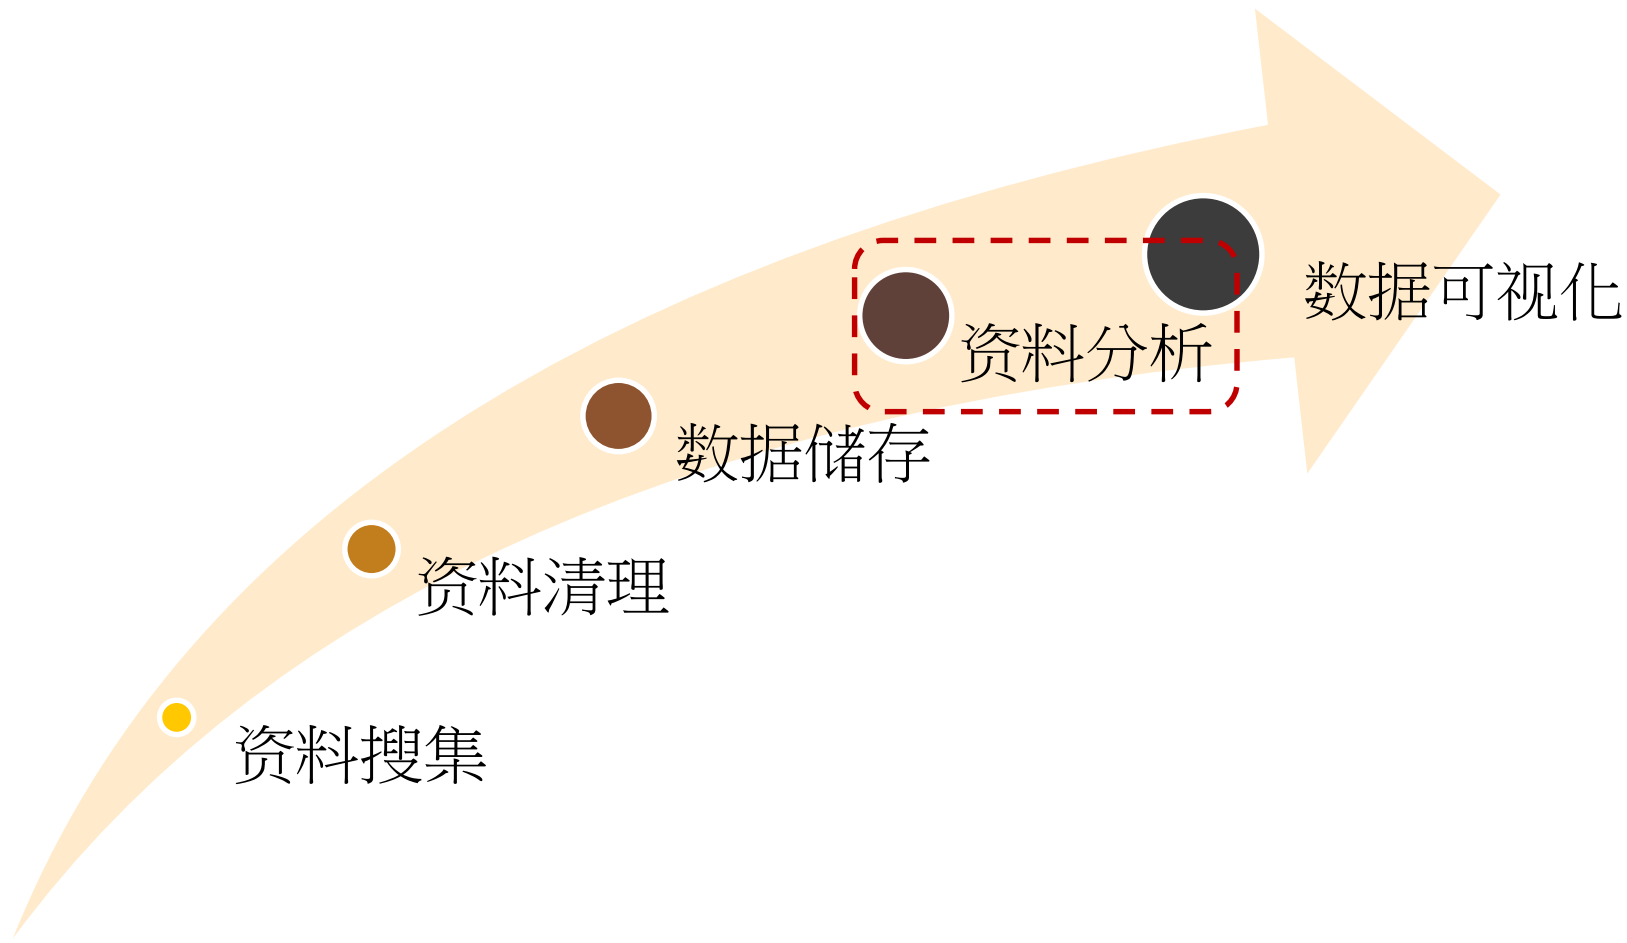 资料搜集
资料清理
数据储存
资料分析
数据可视化